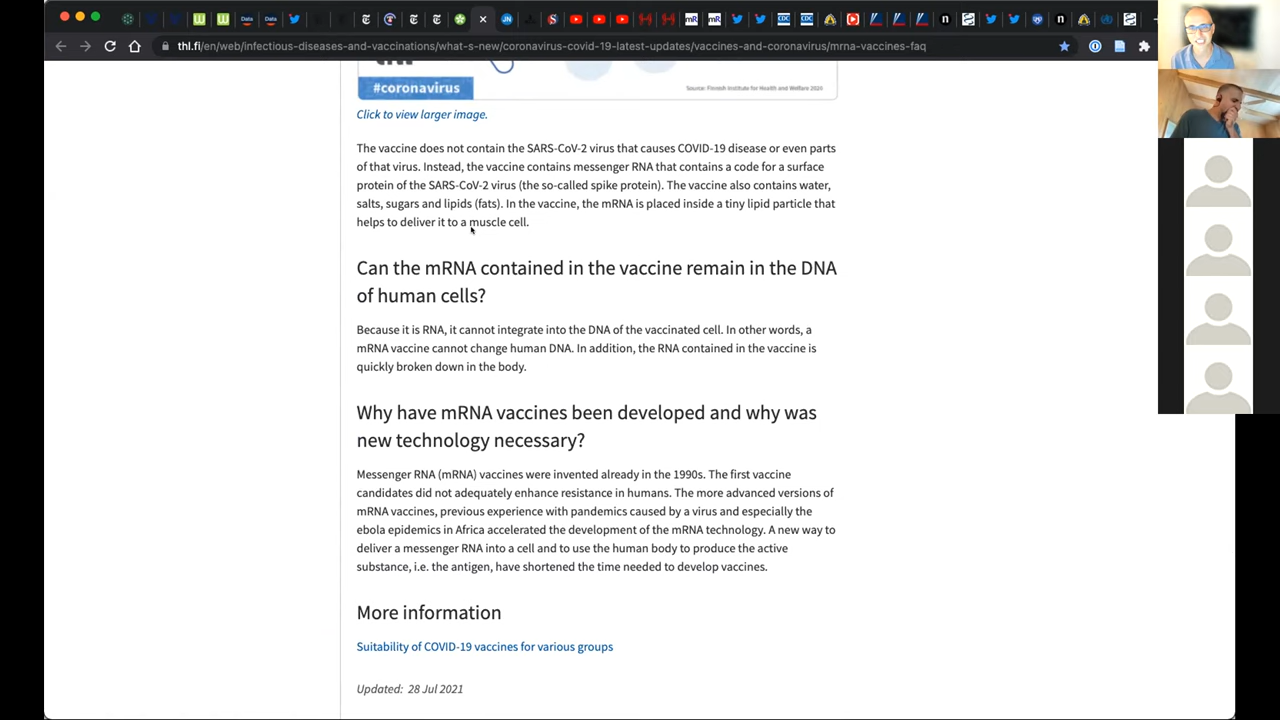 thl.fi/en/web/infectious-diseases-and-vaccinations/what-s-new/coronavirus-covid-19-latest-updates/vaccines-and-coronavirus/mrna-vaccines-faq
#coronavirus
Source: Finnish Institute for Health and Welfare 2020
Click to view larger image.
The vaccine does not contain the SARS-CoV-2 virus that causes COVID-19 disease or even parts
of that virus. Instead, the vaccine contains messenger RNA that contains a code for a surface
protein of the SARS-CoV-2 virus (the so-called spike protein). The vaccine also contains water,
salts, sugars and lipids (fats). In the vaccine, the mRNA is placed inside a tiny lipid particle that
helps to deliver it to a muscle cell.
Can the mRNA contained in the vaccine remain in the DNA
of human cells?
Because it is RNA, it cannot integrate into the DNA of the vaccinated cell. In other words, a
mRNA vaccine cannot change human DNA. In addition, the RNA contained in the vaccine is
quickly broken down in the body.
Why have mRNA vaccines been developed and why was
new technology necessary?
Messenger RNA (mRNA) vaccines were invented already in the 1990s. The first vaccine
candidates did not adequately enhance resistance in humans. The more advanced versions of
mRNA vaccines, previous experience with pandemics caused by a virus and especially the
ebola epidemics in Africa accelerated the development of the mRNA technology. A new way to
deliver a messenger RNA into a cell and to use the human body to produce the active
substance, i.e. the antigen, have shortened the time needed to develop vaccines.
More information
Suitability of COVID-19 vaccines for various groups
Updated: 28 Jul 2021